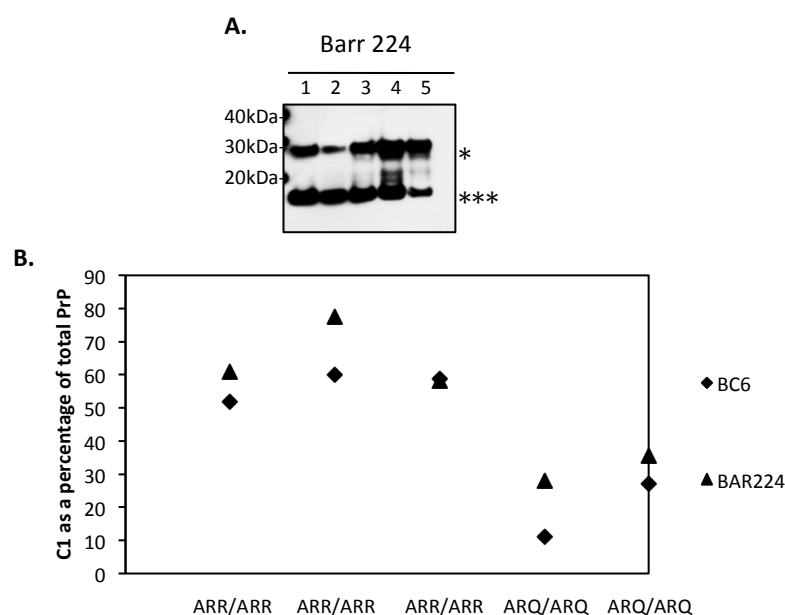 A.
Barr 224
1 2 3 4 5
40kDa
30kDa
20kDa
*
***
B.
C1 as a percentage of total PrP
90
80
70
60
50
40
30
20
10
0
ARR/ARR ARR/ARR ARR/ARR ARQ/ARQ ARQ/ARQ
BC6
BAR224